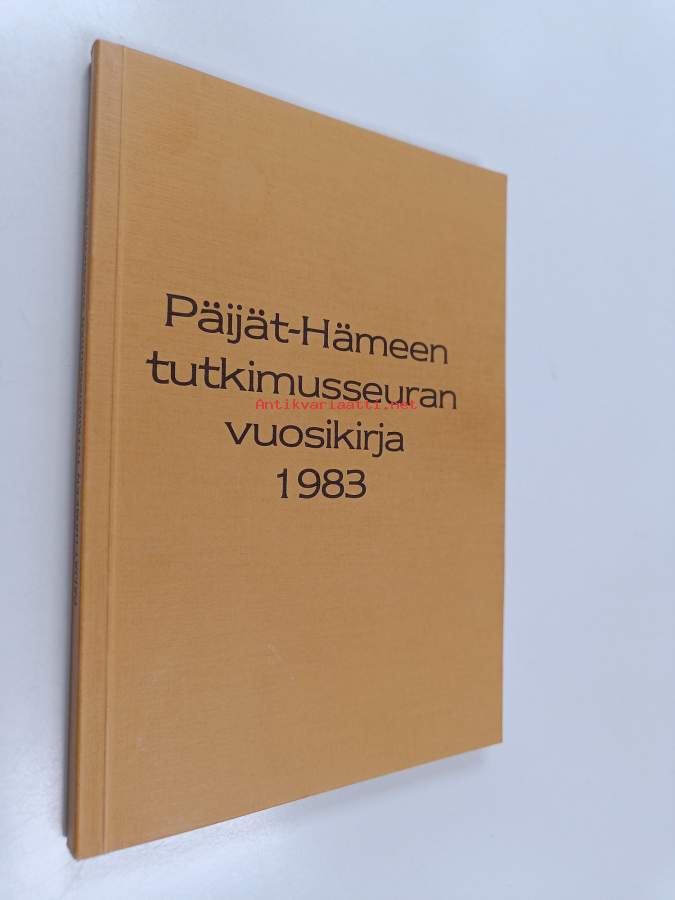 Päijät-Hämeen
tutkimusseuran
Antikvariaatti.net
vuosikirja
1983